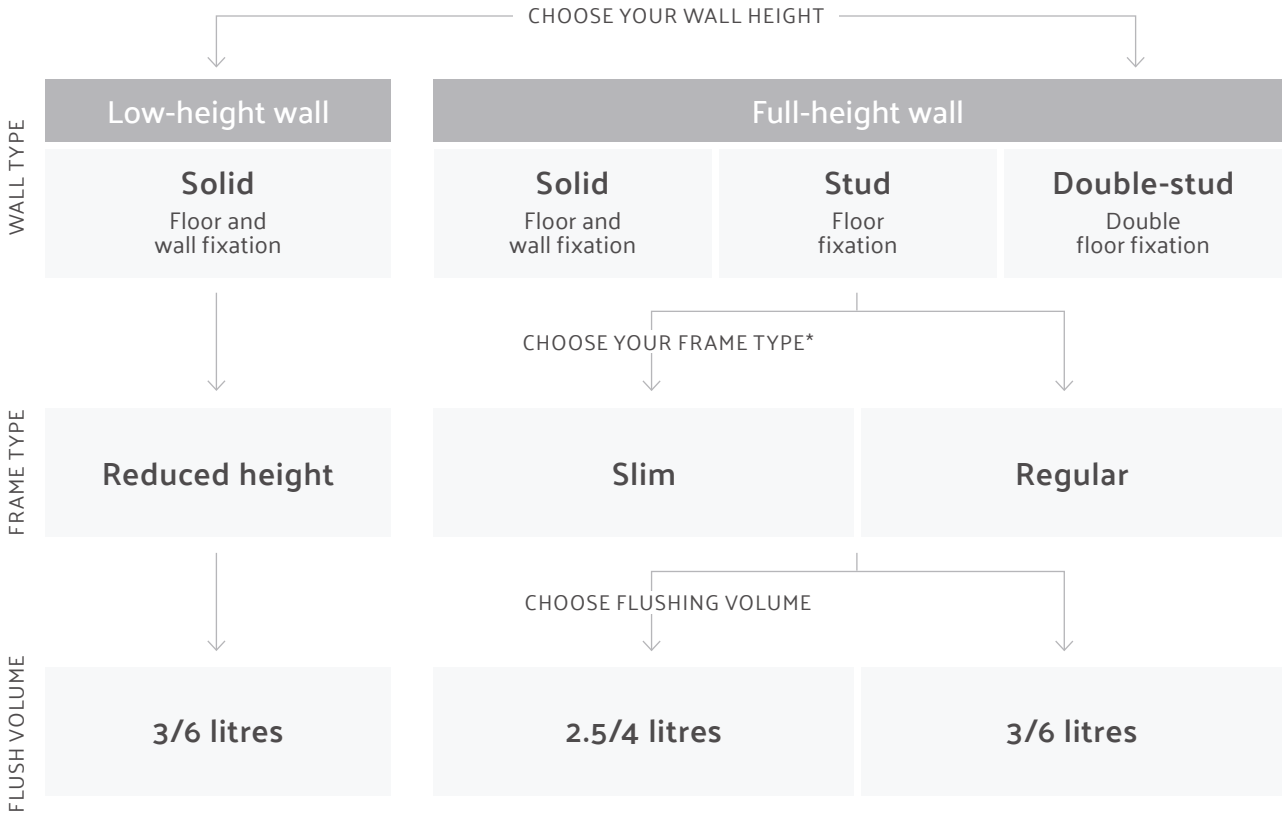 CHOOSE YOUR WALL HEIGHT
WALL TYPE
Low-height wall
Full-height wall
Solid
Floor and
wall fixation
Solid
Floor and
wall fixation
Stud
Floor
fixation
Double-stud
Double
floor fixation
CHOOSE YOUR FRAME TYPE*
FRAME TYPE
Reduced height
Slim
Regular
CHOOSE FLUSHING VOLUME
FLUSH VOLUME
3/6 litres
2.5/4 litres
3/6 litres